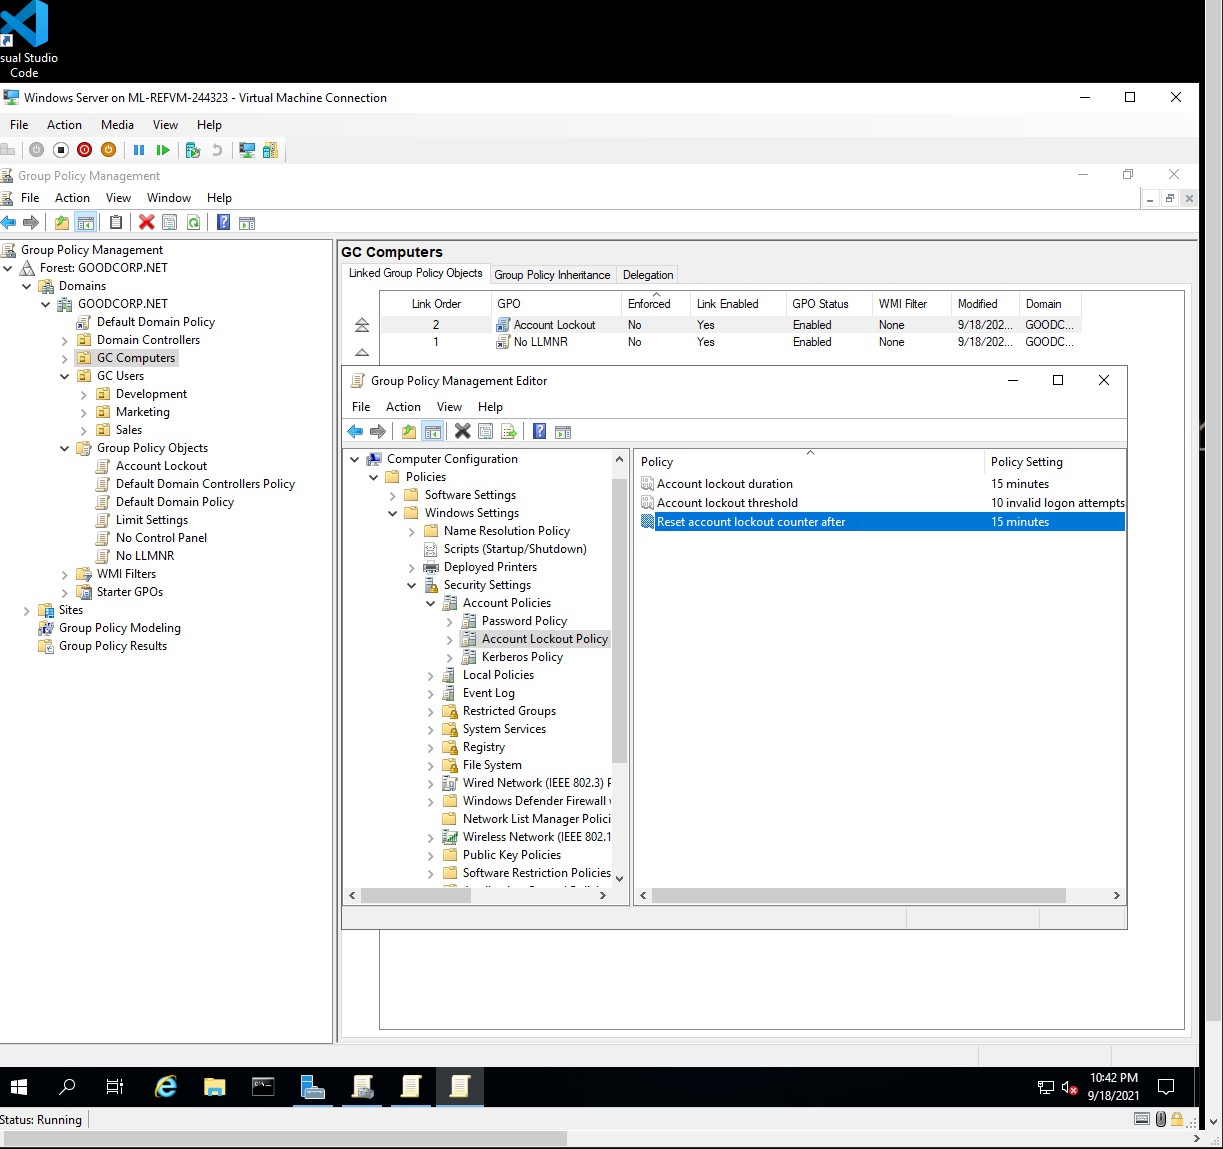 sual Studio
Code
Windows Server on ML-REFVM-244323 - Virtual Machine Connection
File Action Media View Help
Group Policy Management
File Action View Window Help
Group Policy Management
Forest: GOODCORP.NET
Domains
GOODCORP.NET
Default Domain Policy
Domain Controllers
GC Computers
GC Users
Development
Marketing
Sales
Group Policy Objects
Account Lockout
Default Domain Controllers Policy
Default Domain Policy
Limit Settings
No Control Panel
No LLMNR
WMI Filters
Starter GPOs
Sites
Group Policy Modeling
Group Policy Results
GC Computers
Linked Group Policy Objects Group Policy Inheritance Delegation
Link Order GPO Enforced Link Enabled GPO Status WMI Filter Modified Domain
2 Account Lockout No Yes Enabled None 9/18/202... GOODC...
1 No LLMNR No Yes Enabled None 9/18/202... GOODC...
Group Policy Management Editor
File Action View Help
Computer Configuration
Policies
Software Settings
Windows Settings
Name Resolution Policy
Scripts (Startup/Shutdown)
Deployed Printers
Security Settings
Account Policies
Password Policy
Account Lockout Policy
Kerberos Policy
Local Policies
Event Log
Restricted Groups
System Services
Registry
File System
Wired Network (IEEE 802.3) P
Windows Defender Firewall
Network List Manager Polici
Wireless Network (IEEE 802.1
Public Key Policies
Software Restriction Policies
Policy Policy Setting
Account lockout duration 15 minutes
Account lockout threshold 10 invalid logon attempts
Reset account lockout counter after 15 minutes
10:42 PM
9/18/2021
Status: Running